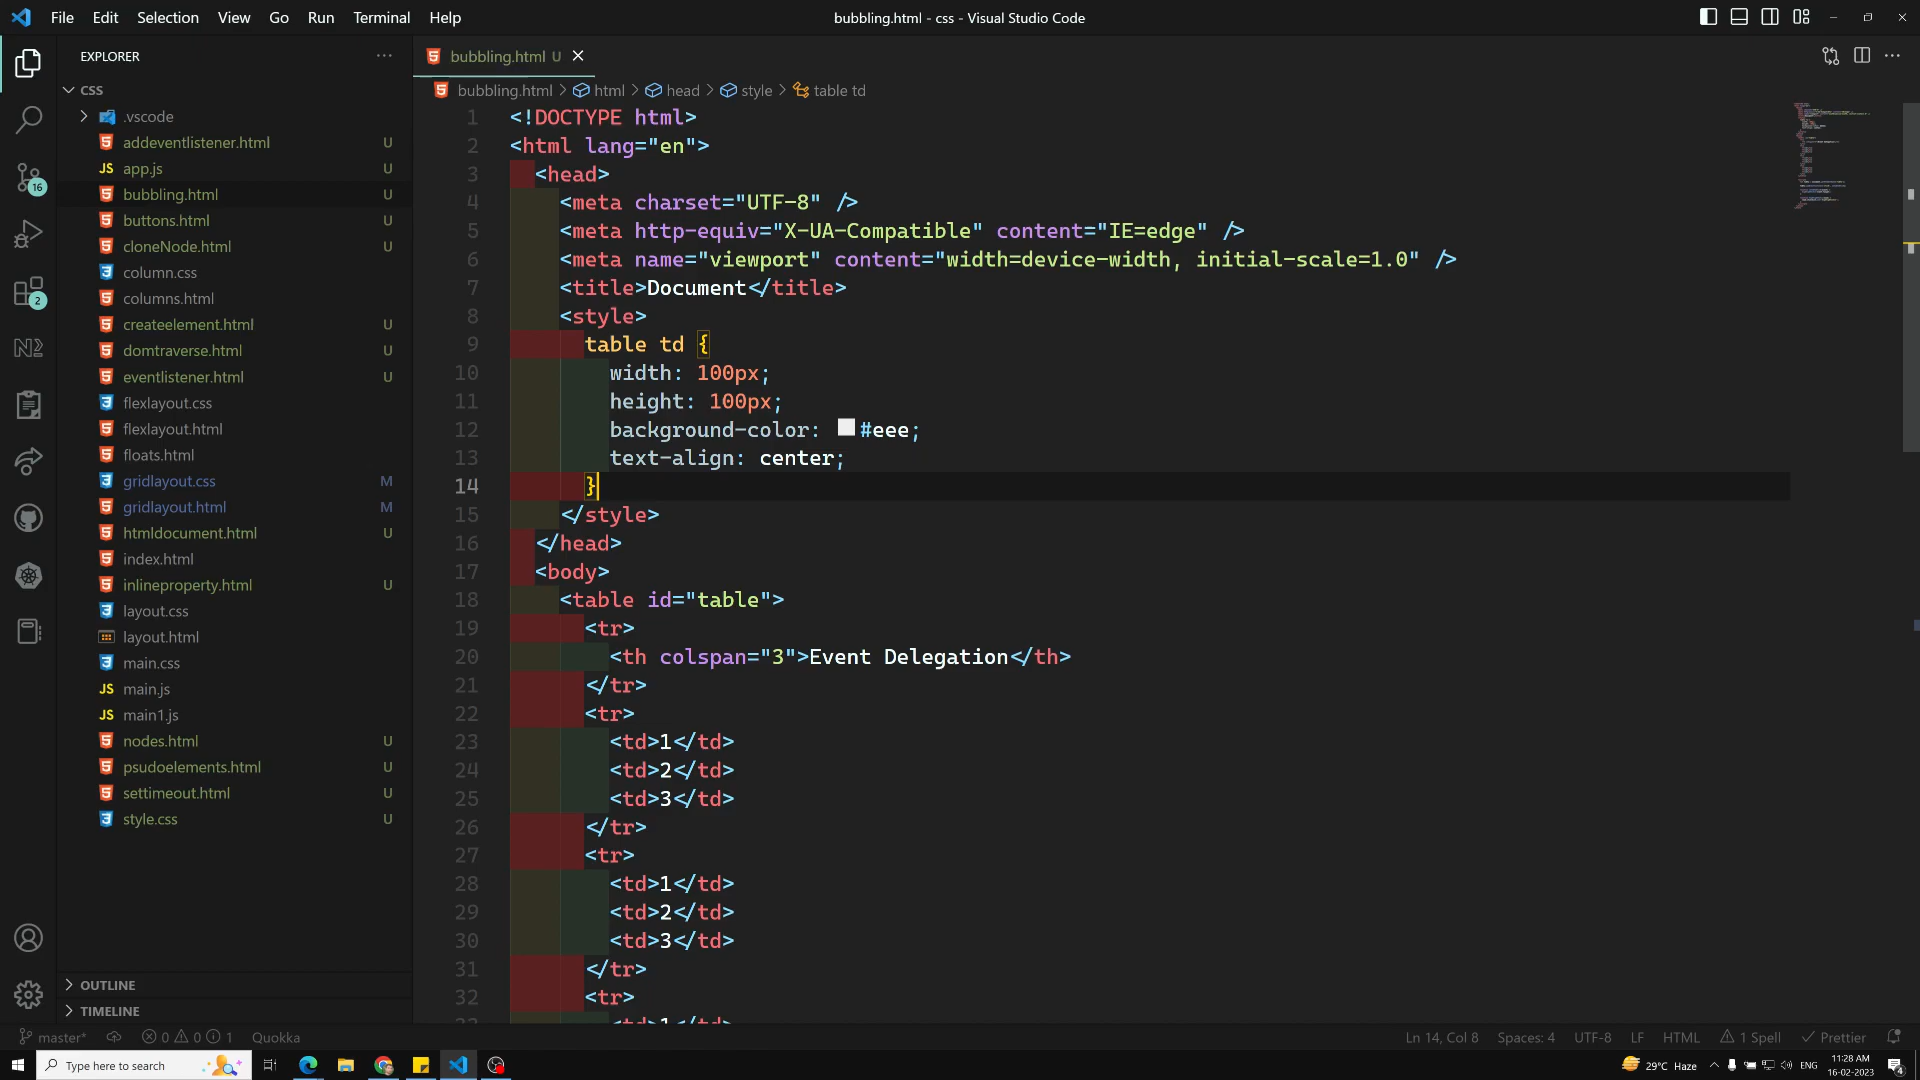 File Edit Selection View Go Run Terminal Help
bubbling.html - css - Visual Studio Code
EXPLORER
CSS
.vscode
addeventlistener.html U
JS app.js U
bubbling.html U
buttons.html U
cloneNode.html U
column.css
columns.html
createelement.html U
domtraverse.html U
eventlistener.html U
flexlayout.css
flexlayout.html
floats.html
gridlayout.css M
gridlayout.html M
htmldocument.html U
index.html
inlineproperty.html U
layout.css
layout.html
main.css
JS main.js
JS main1.js
nodes.html U
psudoelements.html U
settimeout.html U
style.css U
OUTLINE
TIMELINE
16
2
bubbling.html U
bubbling.html > html > head > style > table td
1 <!DOCTYPE html>
2 <html lang="en">
3 <head>
4 <meta charset="UTF-8" />
5 <meta http-equiv="X-UA-Compatible" content="IE=edge" />
6 <meta name="viewport" content="width=device-width, initial-scale=1.0" />
7 <title>Document</title>
8 <style>
9 table td {
10 width: 100px;
11 height: 100px;
12 background-color: #eee;
13 text-align: center;
14 }
15 </style>
16 </head>
17 <body>
18 <table id="table">
19 <tr>
20 <th colspan="3">Event Delegation</th>
21 </tr>
22 <tr>
23 <td>1</td>
24 <td>2</td>
25 <td>3</td>
26 </tr>
27 <tr>
28 <td>1</td>
29 <td>2</td>
30 <td>3</td>
31 </tr>
32 <tr>
33 <td>1</td>
master* 0 0 1 Quokka
Ln 14, Col 8 Spaces: 4 UTF-8 LF HTML 1 Spell Prettier
Type here to search
29°C Haze ENG
11:28 AM
16-02-2023
4